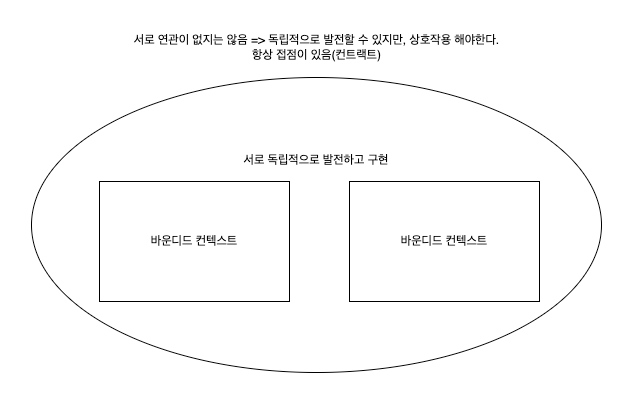 서로 연관이 없지는 않음 => 독립적으로 발전할 수 있지만, 상호작용 해야한다.
항상 접점이 있음(컨트랙트)
서로 독립적으로 발전하고 구현
바운디드 컨텍스트
바운디드 컨텍스트